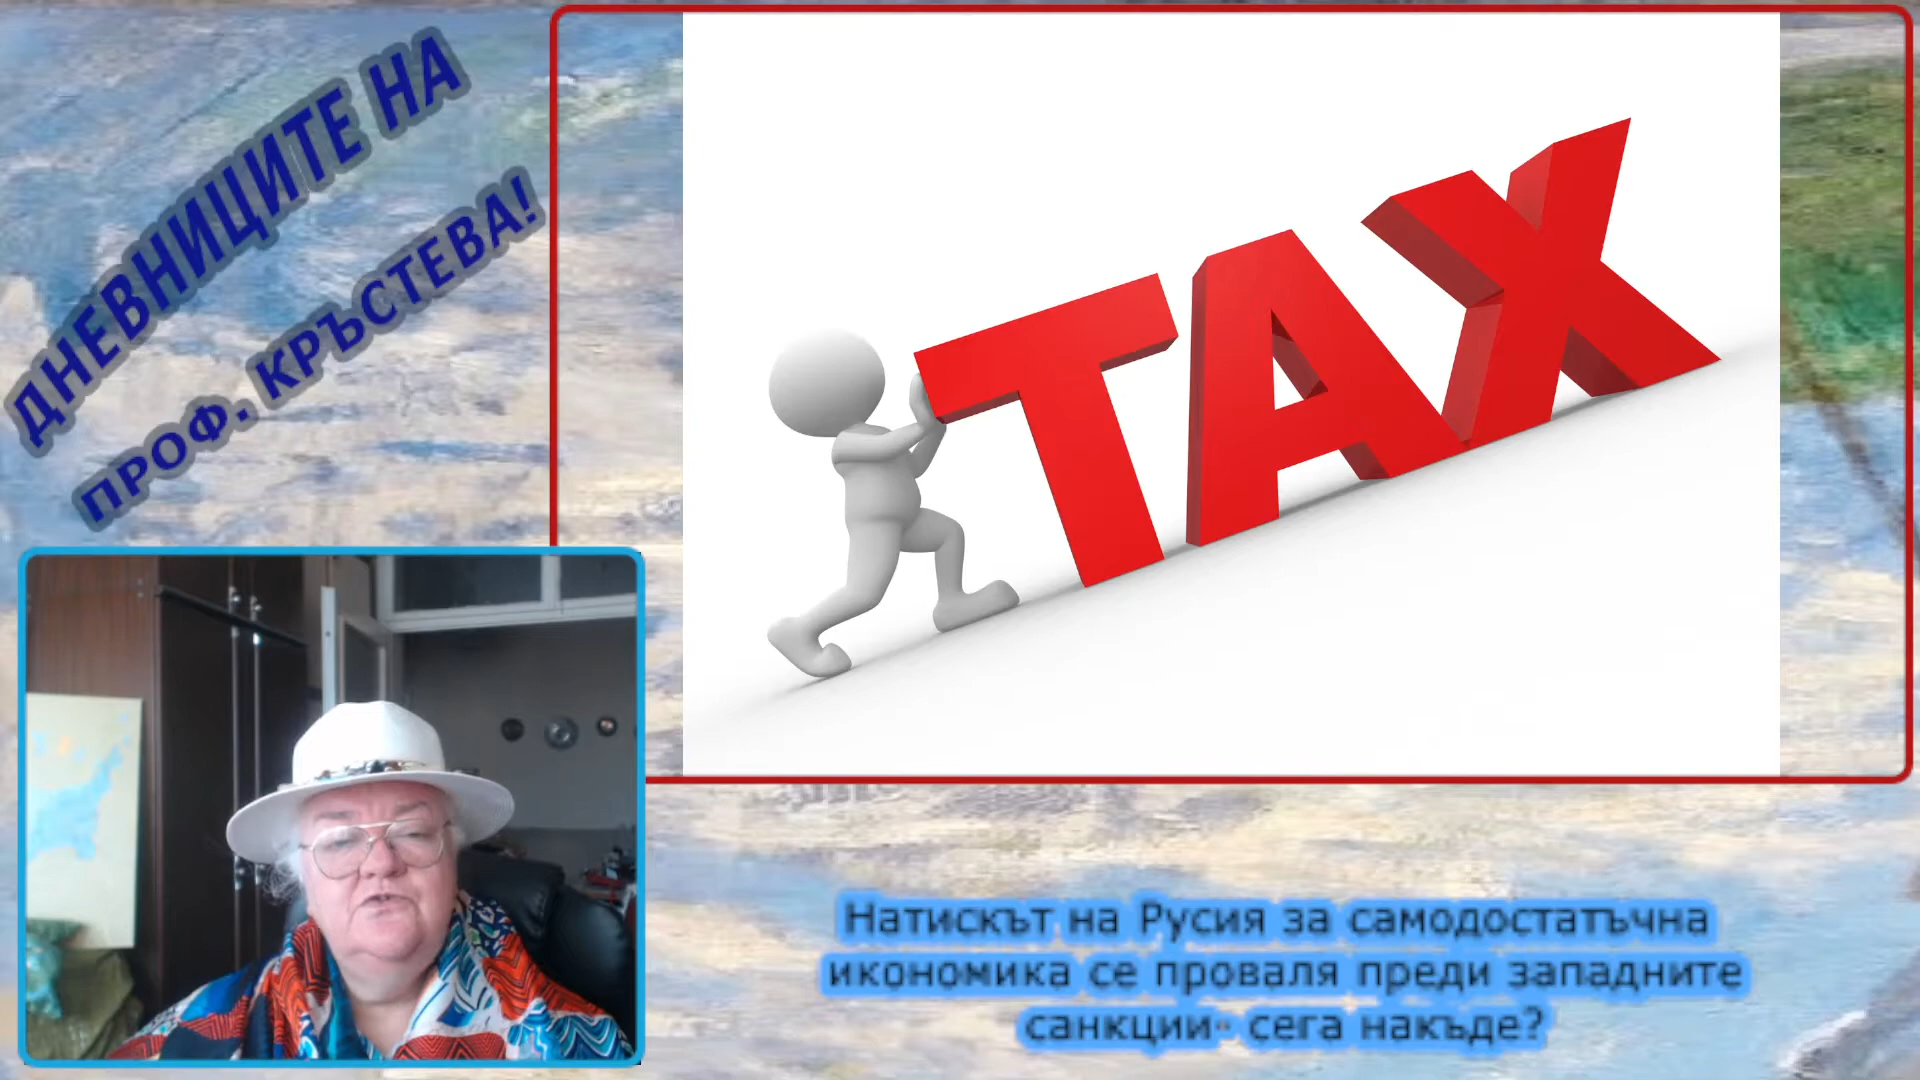 ДНЕВНИЦИТЕ НА
ПРОФ. КРЪСТЕВА!
TAX
Натискът на Русия за самодостатъчна
икономика се проваля преди западните
санкции- сега накъде?